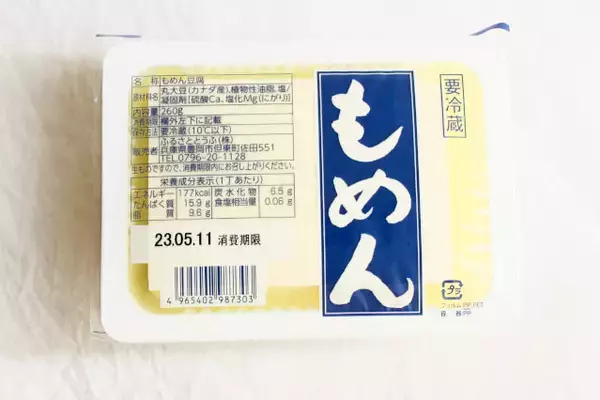 名 称 もめん豆腐
原材料名 丸大豆(カナダ産)、植物性油脂、塩/
凝固剤[硫酸Ca、塩化Mg(にがり)]
内容量 260g
消費期限 欄外左下に記載
保存方法 要冷蔵(10℃以下)
販売者 ふるさととうふ(株)
兵庫県豊岡市但東町佐田551
TEL0796-20-1128
生ものですので、消費期限内にお召し上がりください。
栄養成分表示(1丁あたり)
エネルギー 177kcal 炭水化物 6.5g
たんぱく質 15.9g 食塩相当量 0.06g
脂 質 9.6g
23.05.11 消費期限
4 965402 987303
もめん
要冷蔵
プラ
フィルム:PP,PET
容 器:PP